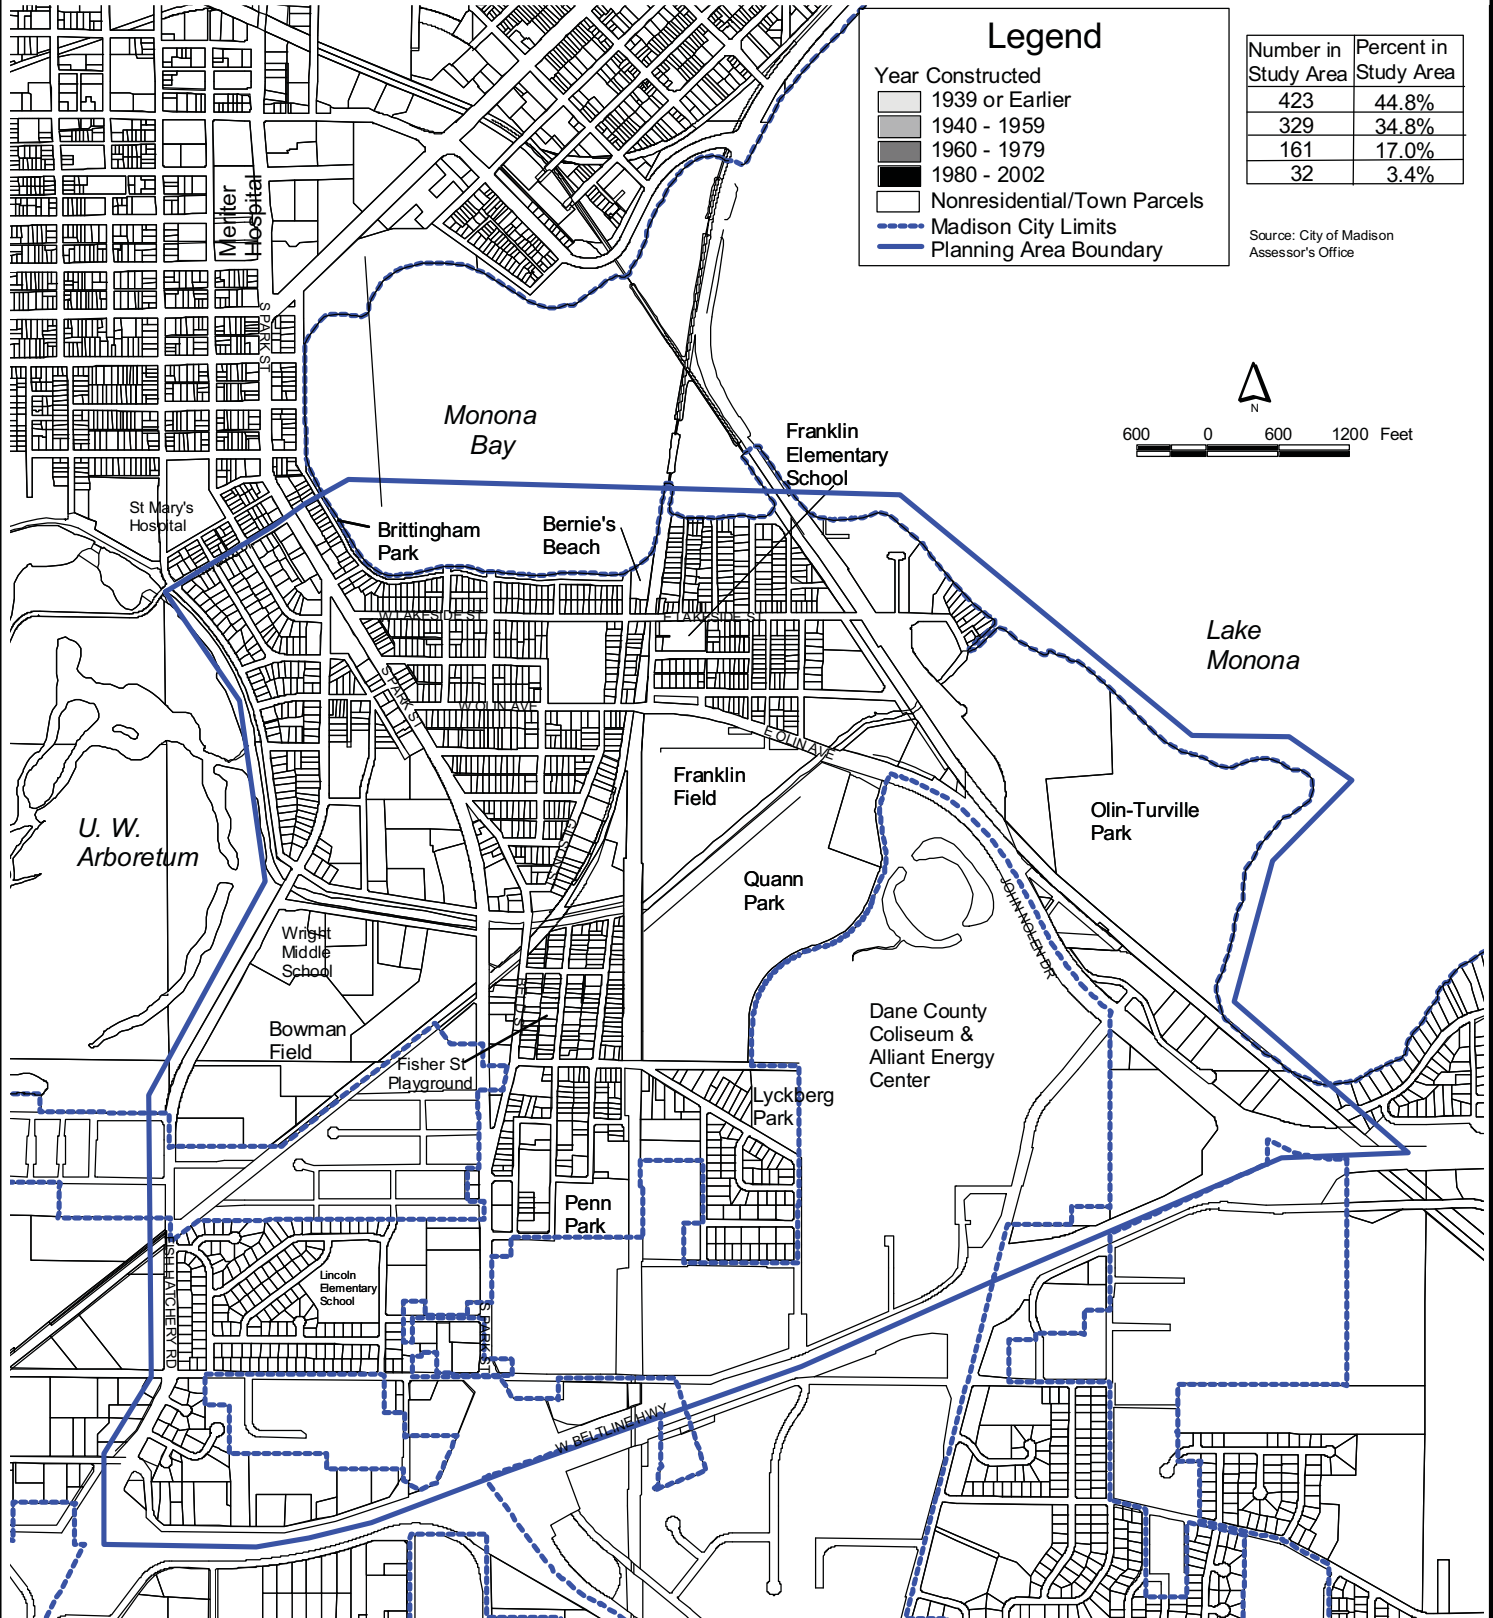 Legend
Year Constructed
1939 or Earlier
1940 - 1959
1960 - 1979
1980 - 2002
Nonresidential/Town Parcels
Madison City Limits
Planning Area Boundary
Number in Study Area
Percent in Study Area
423 44.8%
329 34.8%
161 17.0%
32 3.4%
Source: City of Madison
Assessor's Office
N
600 0 600 1200 Feet
Meriter
Hospital
S PARK ST
Monona
Bay
Franklin
Elementary
School
St Mary's
Hospital
Brittingham
Park
Bernie's
Beach
W LAKESIDE ST
E LAKESIDE ST
Lake
Monona
S PARK ST
W OLIN AVE
E OLIN AVE
Franklin
Field
Olin-Turville
Park
U. W.
Arboretum
Quann
Park
JOHN NOLEN DR
Wright
Middle
School
Bowman
Field
Dane County
Coliseum &
Alliant Energy
Center
Fisher St
Playground
Lyckberg
Park
Penn
Park
FISH HATCHERY RD
Lincoln
Elementary
School
S PARK ST
W BELTLINE HWY